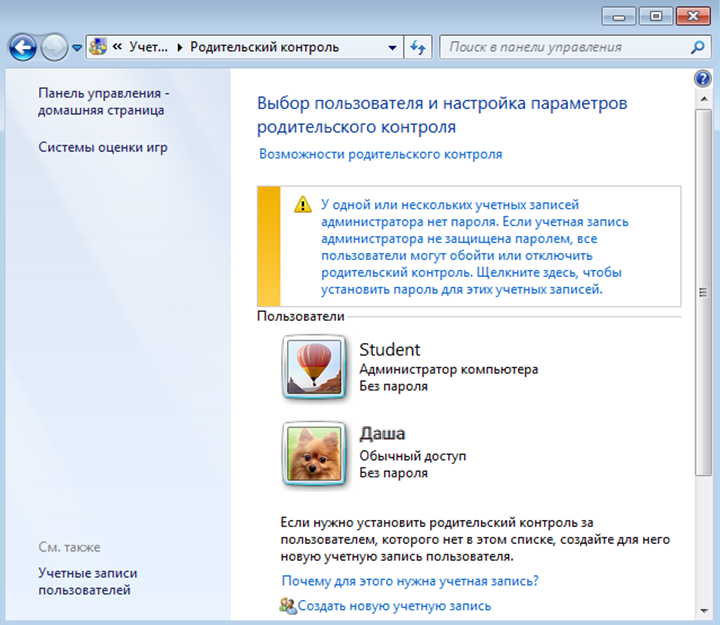 « Учет... ▸ Родительский контроль
Поиск в панели управления
Панель управления -
домашняя страница
Системы оценки игр
Выбор пользователя и настройка параметров
родительского контроля
Возможности родительского контроля
У одной или нескольких учетных записей
администратора нет пароля. Если учетная запись
администратора не защищена паролем, все
пользователи могут обойти или отключить
родительский контроль. Щелкните здесь, чтобы
установить пароль для этих учетных записей.
Пользователи
Student
Администратор компьютера
Без пароля
Даша
Обычный доступ
Без пароля
Если нужно установить родительский контроль за
пользователем, которого нет в этом списке, создайте для него
новую учетную запись пользователя.
Почему для этого нужна учетная запись?
Создать новую учетную запись
См. также
Учетные записи
пользователей